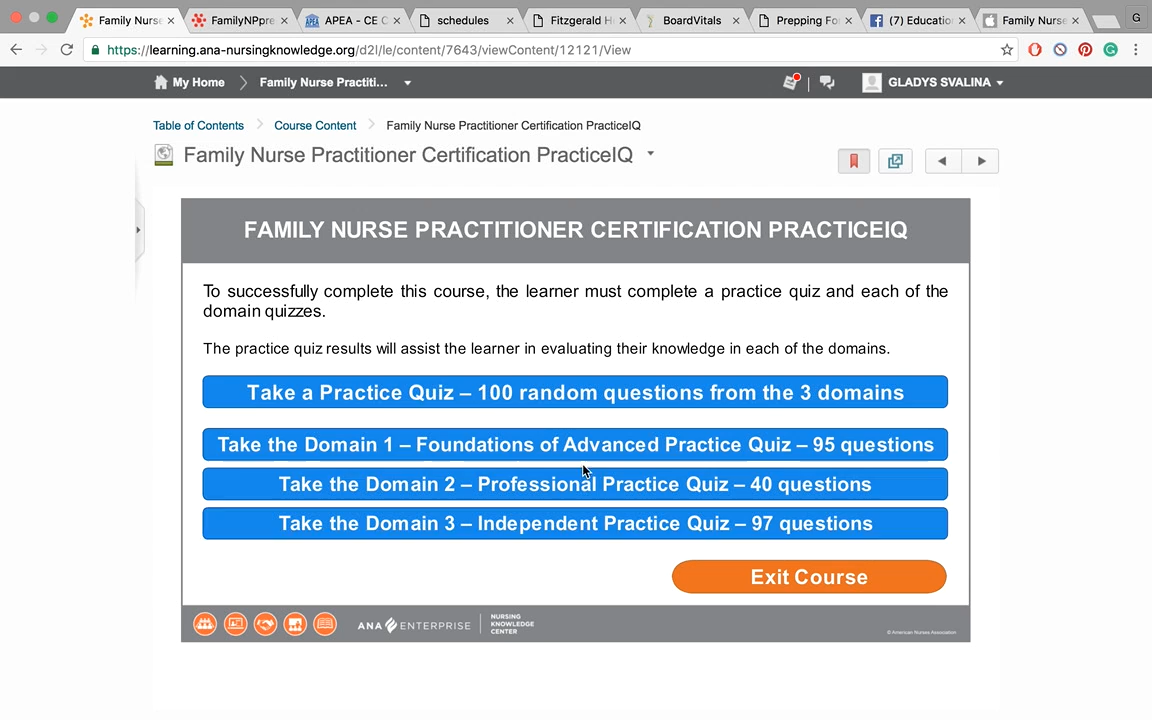 Family Nurse
FamilyNPpre
APEA - CE C
schedules
Fitzgerald H
BoardVitals
Prepping Fo
(7) Educatio
Family Nurse
G
https://learning.ana-nursingknowledge.org/d2l/le/content/7643/viewContent/12121/View
My Home
Family Nurse Practiti...
GLADYS SVALINA
Table of Contents
Course Content
Family Nurse Practitioner Certification PracticeIQ
Family Nurse Practitioner Certification PracticeIQ
FAMILY NURSE PRACTITIONER CERTIFICATION PRACTICEIQ
To successfully complete this course, the learner must complete a practice quiz and each of the
domain quizzes.
The practice quiz results will assist the learner in evaluating their knowledge in each of the domains.
Take a Practice Quiz – 100 random questions from the 3 domains
Take the Domain 1 – Foundations of Advanced Practice Quiz – 95 questions
Take the Domain 2 – Professional Practice Quiz – 40 questions
Take the Domain 3 – Independent Practice Quiz – 97 questions
Exit Course
ANA ENTERPRISE
NURSING
KNOWLEDGE
CENTER
© American Nurses Association